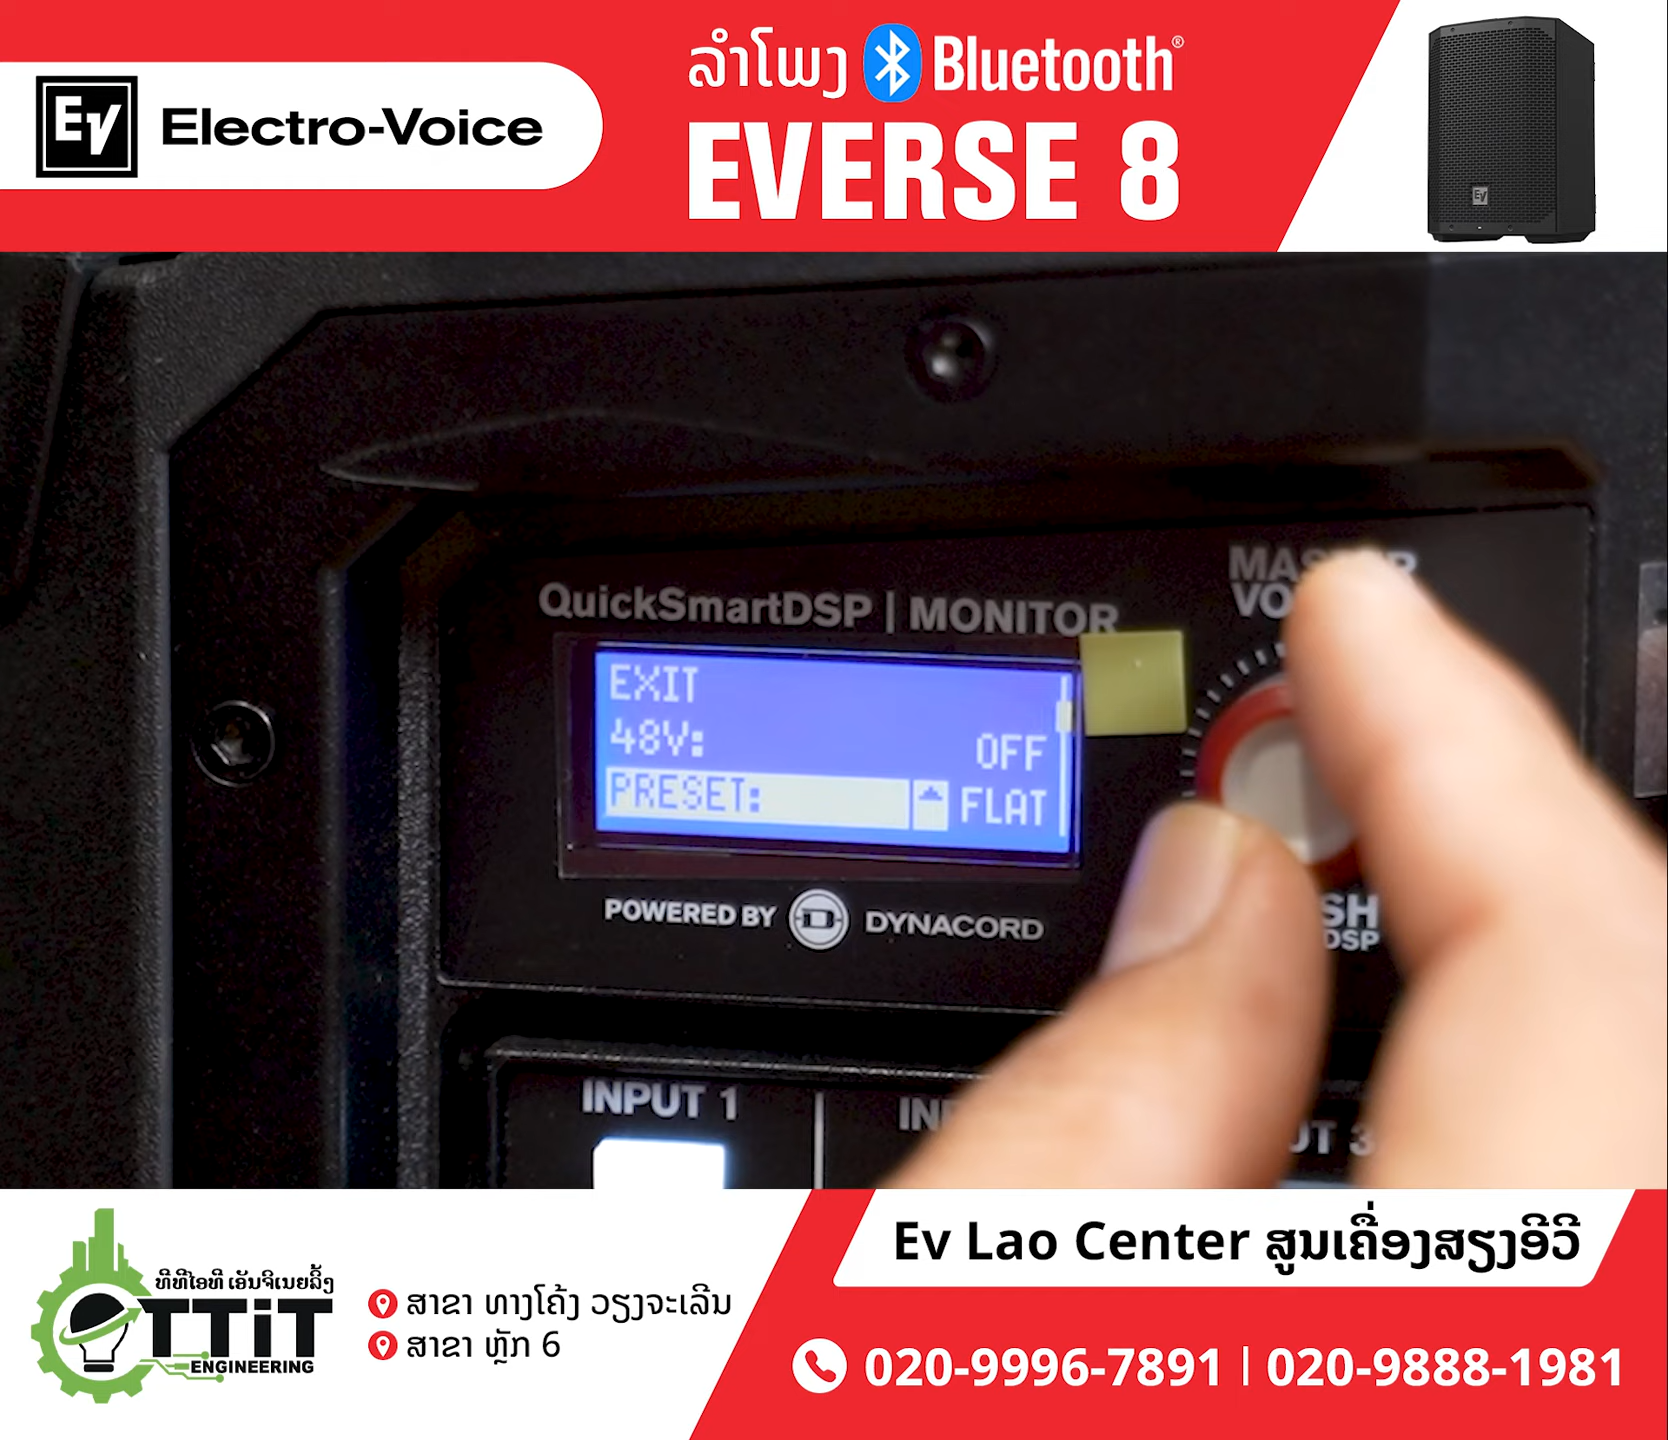 EV Electro-Voice
ລຳໂພງ Bluetooth®
EVERSE 8
EV
QuickSmartDSP | MONITOR
EXIT
48V: OFF
PRESET: FLAT
POWERED BY DYNACORD
INPUT 1
ທີທີໄອທີ ເອັນຈິເນຍລິ້ງ
TTiT
ENGINEERING
ສາຂາ ທາງໂຄ້ງ ວຽງຈະເລີນ
ສາຂາ ຫຼັກ 6
Ev Lao Center ສູນເຄື່ອງສຽງອີວີ
020-9996-7891 | 020-9888-1981